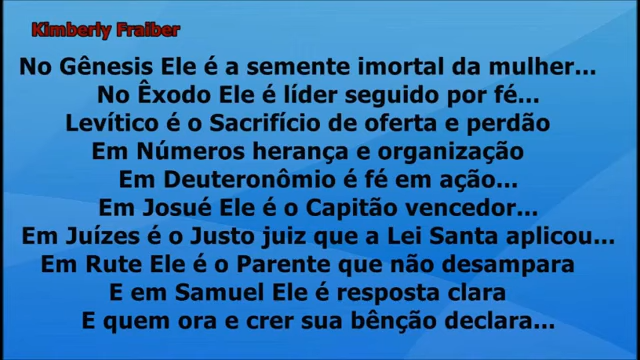 Kimberly Fraiber
No Gênesis Ele é a semente imortal da mulher...
No Êxodo Ele é líder seguido por fé...
Levítico é o Sacrifício de oferta e perdão
Em Números herança e organização
Em Deuteronômio é fé em ação...
Em Josué Ele é o Capitão vencedor...
Em Juízes é o Justo juiz que a Lei Santa aplicou...
Em Rute Ele é o Parente que não desampara
E em Samuel Ele é resposta clara
E quem ora e crer sua bênção declara...